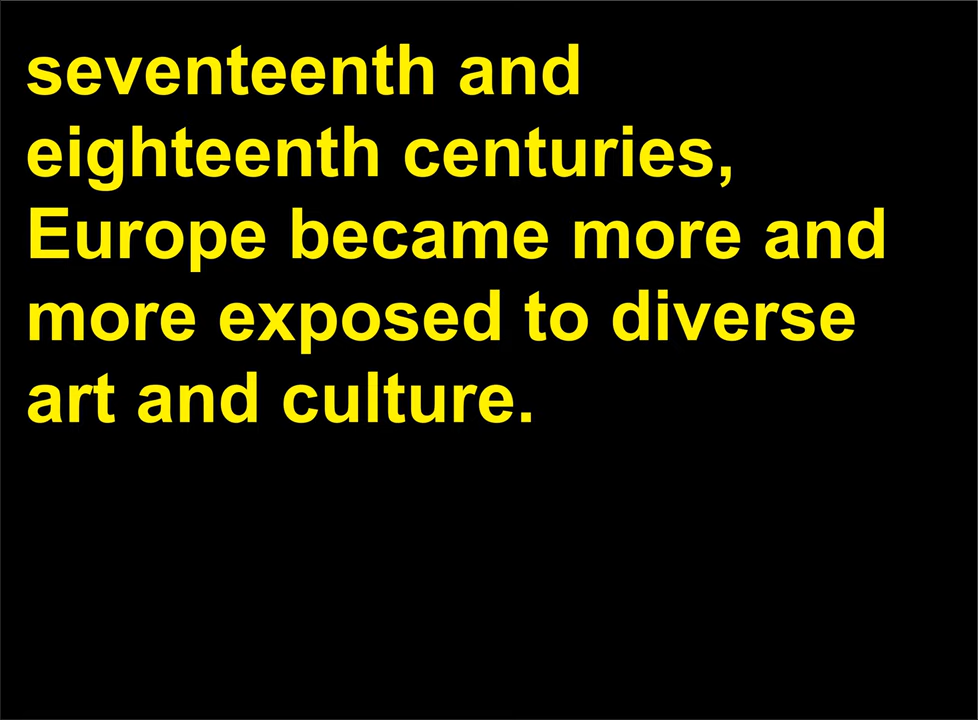 seventeenth and
eighteenth centuries,
Europe became more and
more exposed to diverse
art and culture.